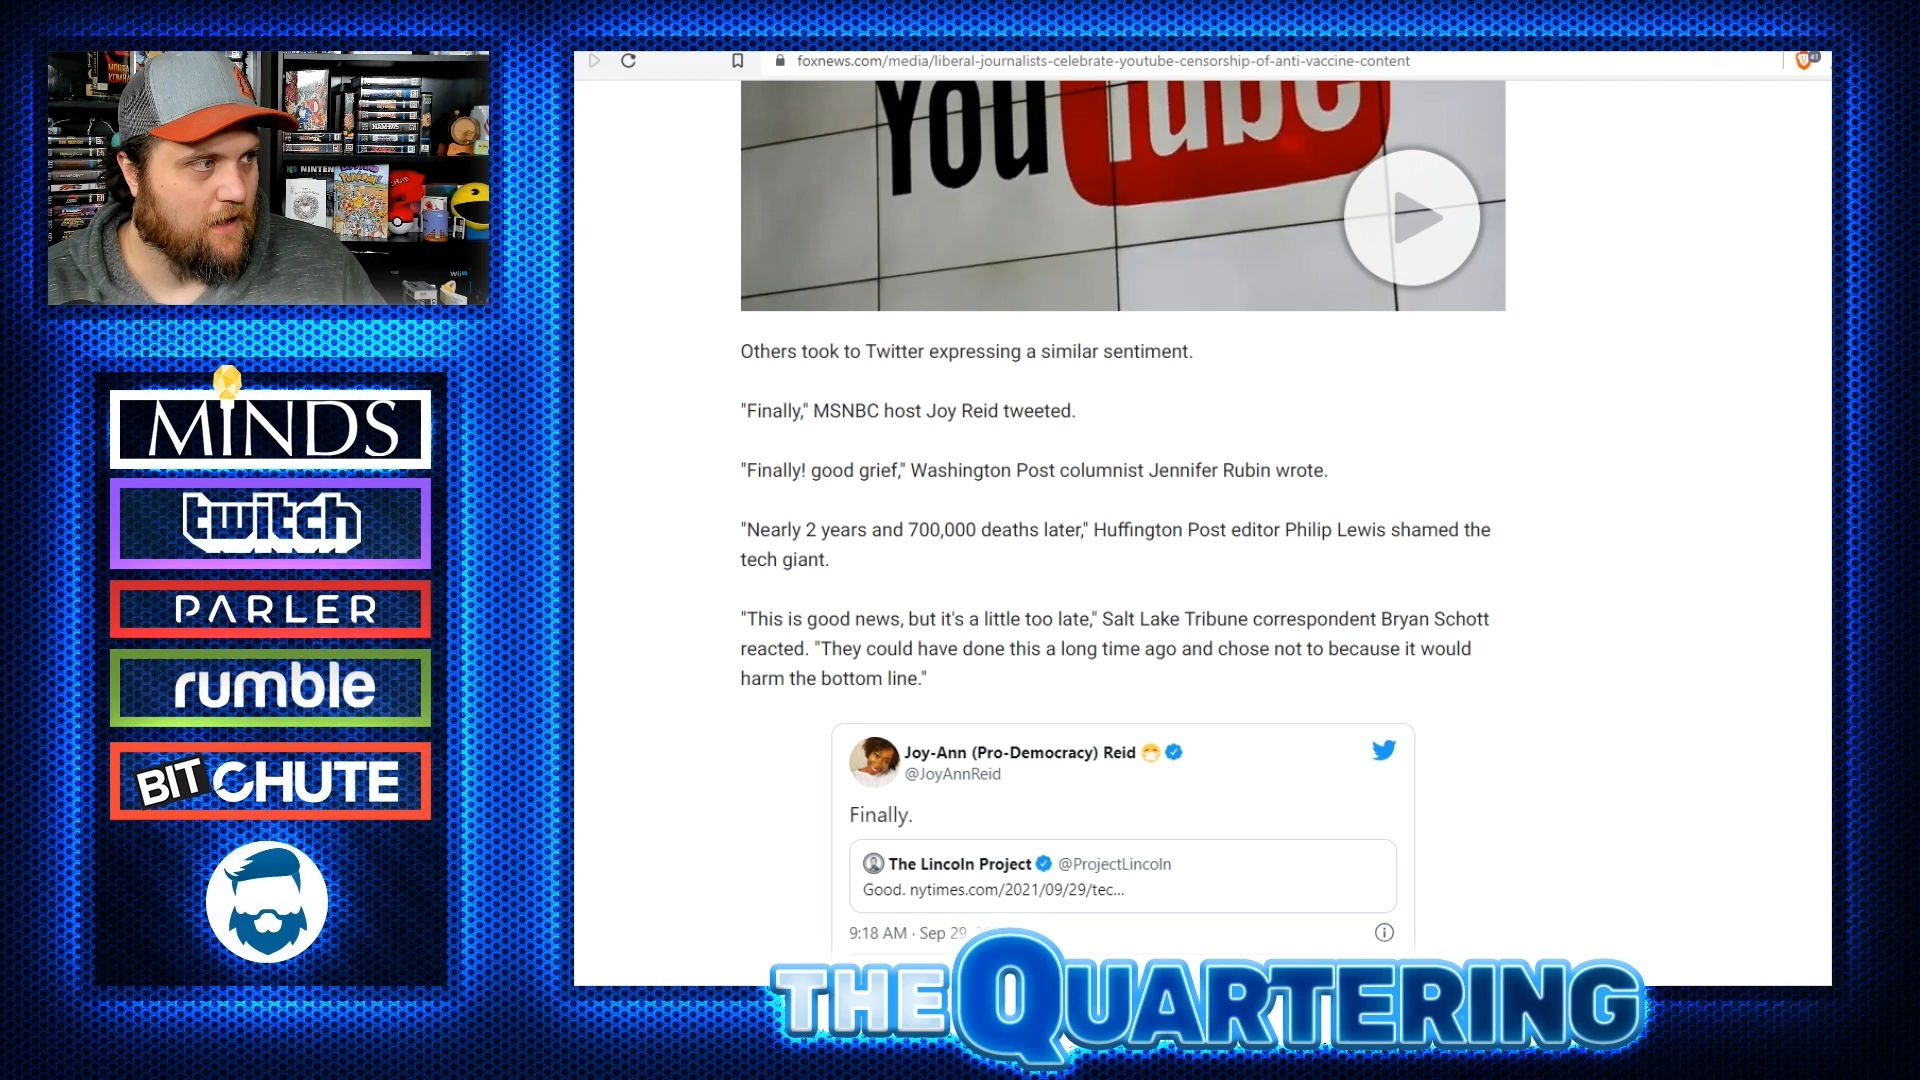 foxnews.com/media/liberal-journalists-celebrate-youtube-censorship-of-anti-vaccine-content
41
YouTube
Others took to Twitter expressing a similar sentiment.
"Finally," MSNBC host Joy Reid tweeted.
"Finally! good grief," Washington Post columnist Jennifer Rubin wrote.
"Nearly 2 years and 700,000 deaths later," Huffington Post editor Philip Lewis shamed the
tech giant.
"This is good news, but it's a little too late," Salt Lake Tribune correspondent Bryan Schott
reacted. "They could have done this a long time ago and chose not to because it would
harm the bottom line."
Joy-Ann (Pro-Democracy) Reid 😷
@JoyAnnReid
Finally.
The Lincoln Project @ProjectLincoln
Good. nytimes.com/2021/09/29/tec...
9:18 AM · Sep 29
MINDS
twitch
PARLER
rumble
BITCHUTE
THE QUARTERING
NINTEN
POKéMON
Wii